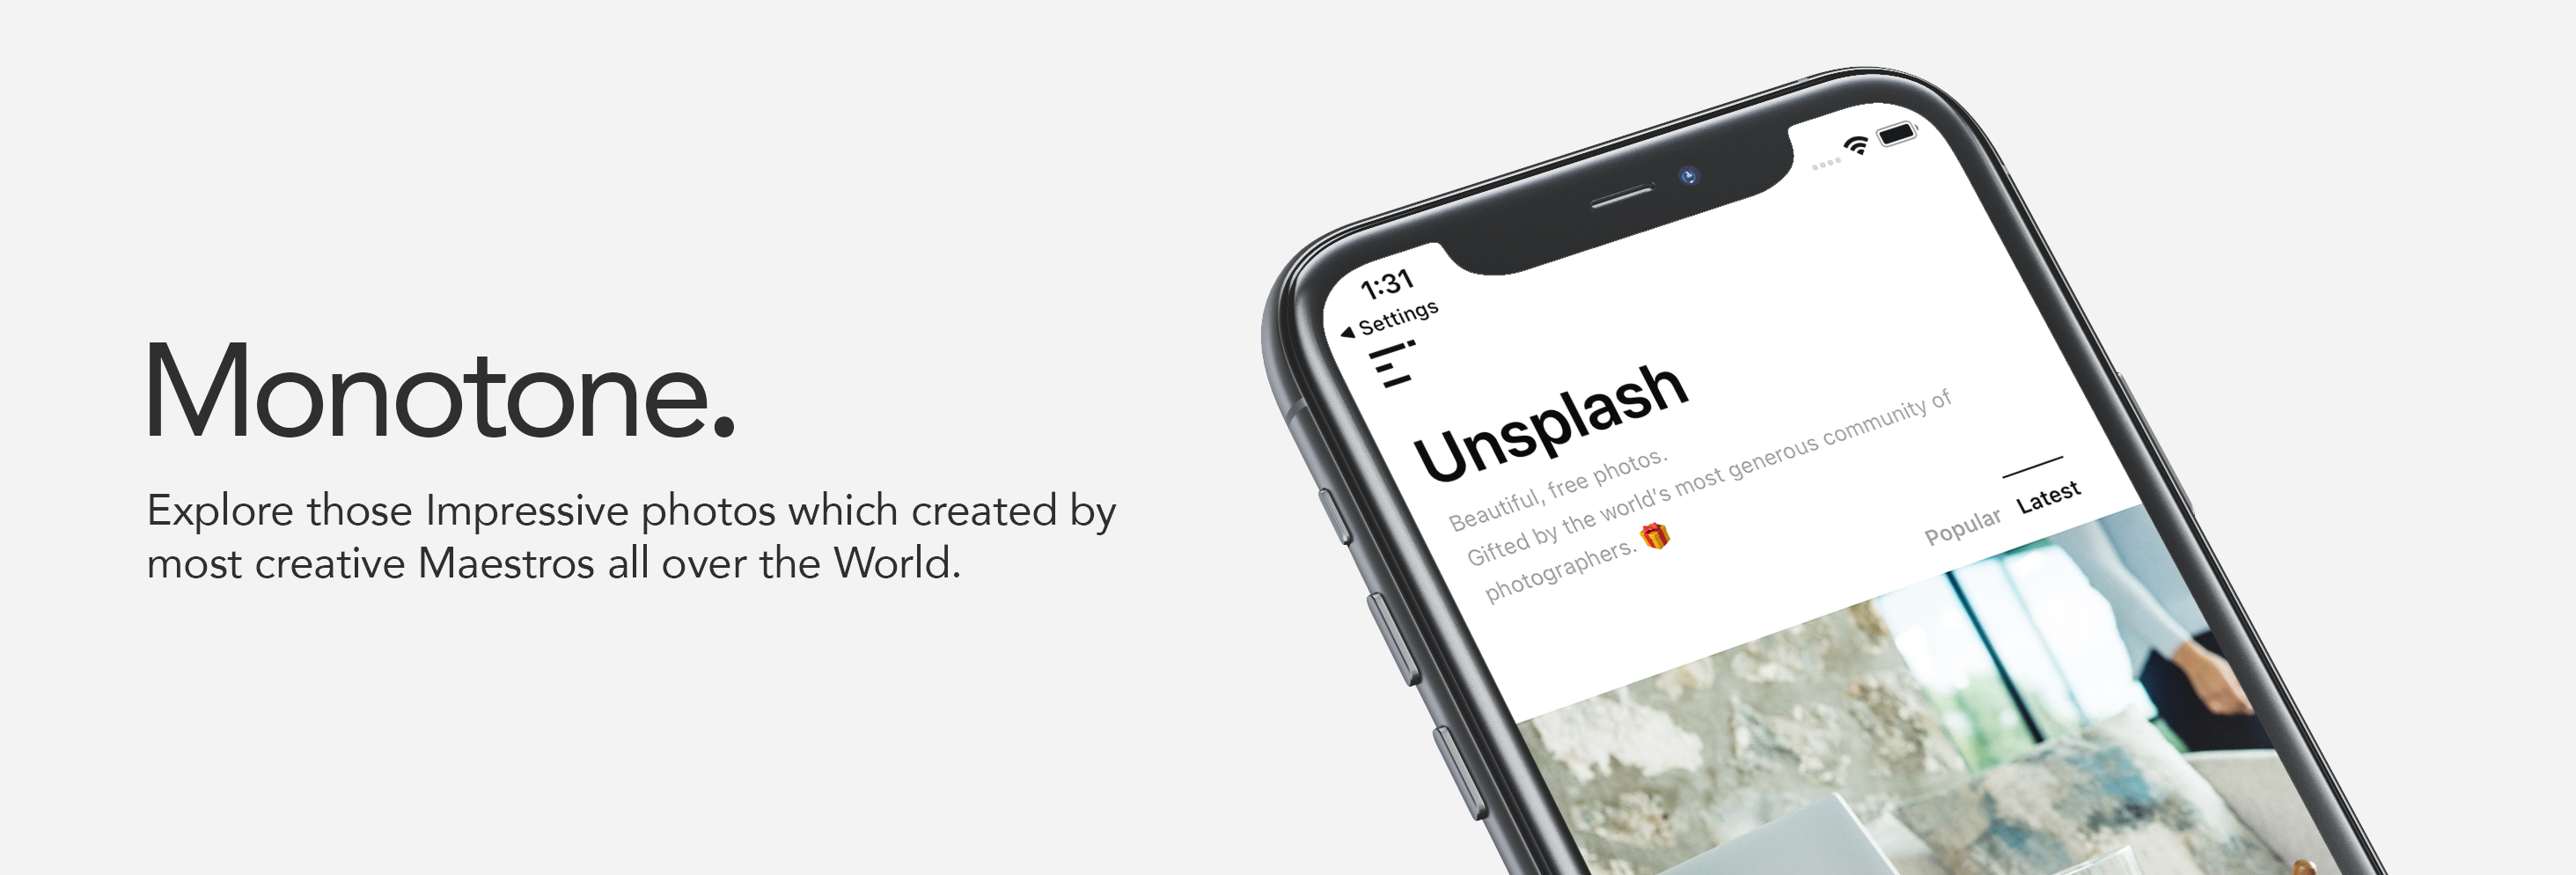 Monotone.
Explore those Impressive photos which created by
most creative Maestros all over the World.
1:31
◀ Settings
Unsplash
Beautiful, free photos.
Gifted by the world's most generous community of
photographers. 🎁
Popular Latest